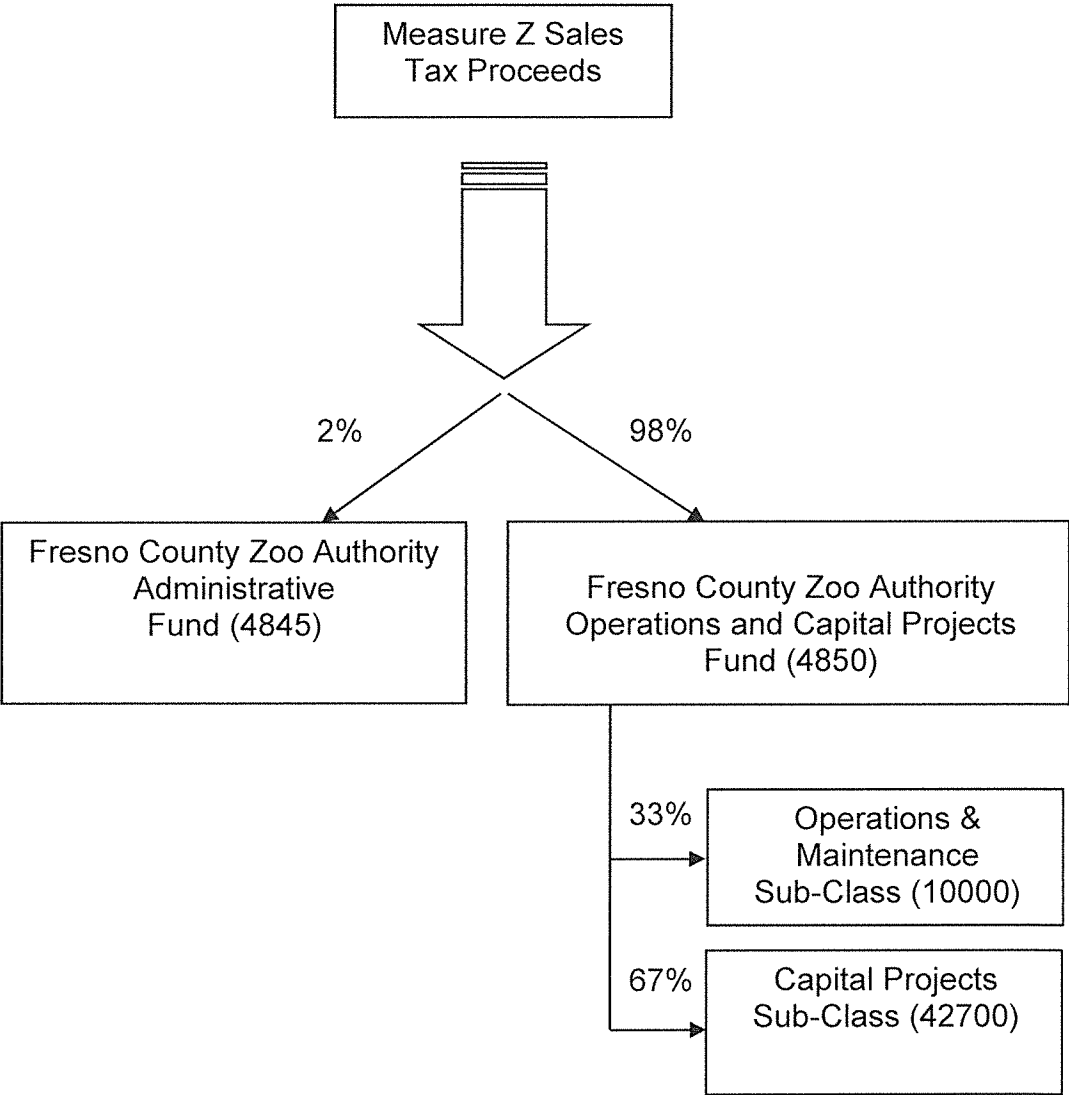 Measure Z Sales
Tax Proceeds
2%
98%
Fresno County Zoo Authority
Administrative
Fund (4845)
Fresno County Zoo Authority
Operations and Capital Projects
Fund (4850)
33%
Operations &
Maintenance
Sub-Class (10000)
67%
Capital Projects
Sub-Class (42700)